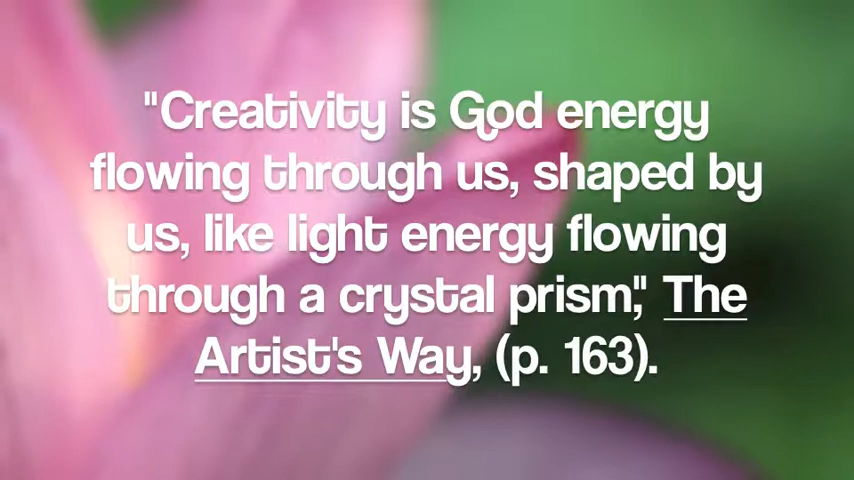 "Creativity is God energy
flowing through us, shaped by
us, like light energy flowing
through a crystal prism," The
Artist's Way, (p. 163).